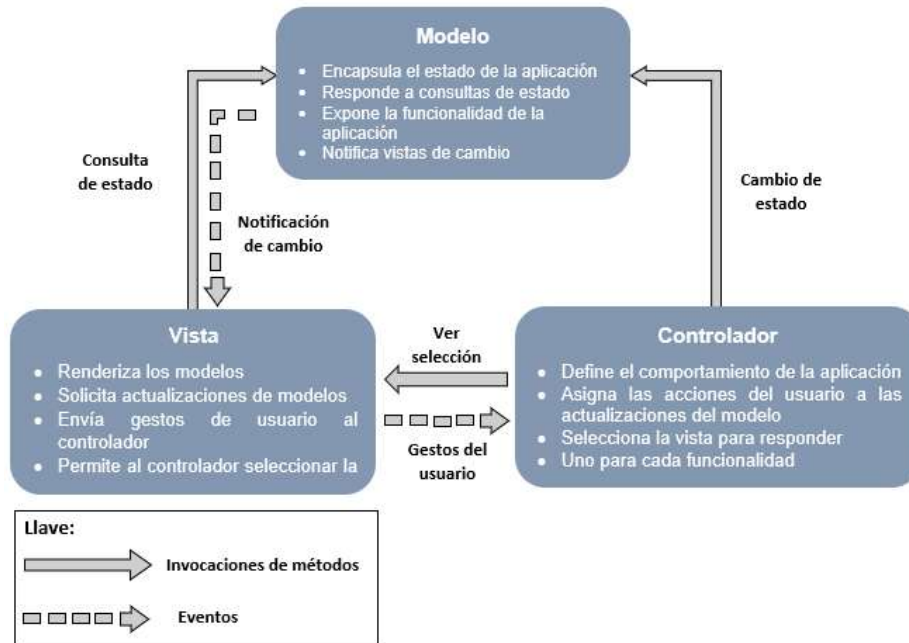 Modelo
• Encapsula el estado de la aplicación
• Responde a consultas de estado
• Expone la funcionalidad de la
aplicación
• Notifica vistas de cambio
Consulta
de estado
Notificación
de cambio
Cambio de
estado
Vista
• Renderiza los modelos
• Solicita actualizaciones de modelos
• Envía gestos de usuario al
controlador
• Permite al controlador seleccionar la
Ver
selección
Gestos del
usuario
Controlador
• Define el comportamiento de la aplicación
• Asigna las acciones del usuario a las
actualizaciones del modelo
• Selecciona la vista para responder
• Uno para cada funcionalidad
Llave:
Invocaciones de métodos
Eventos